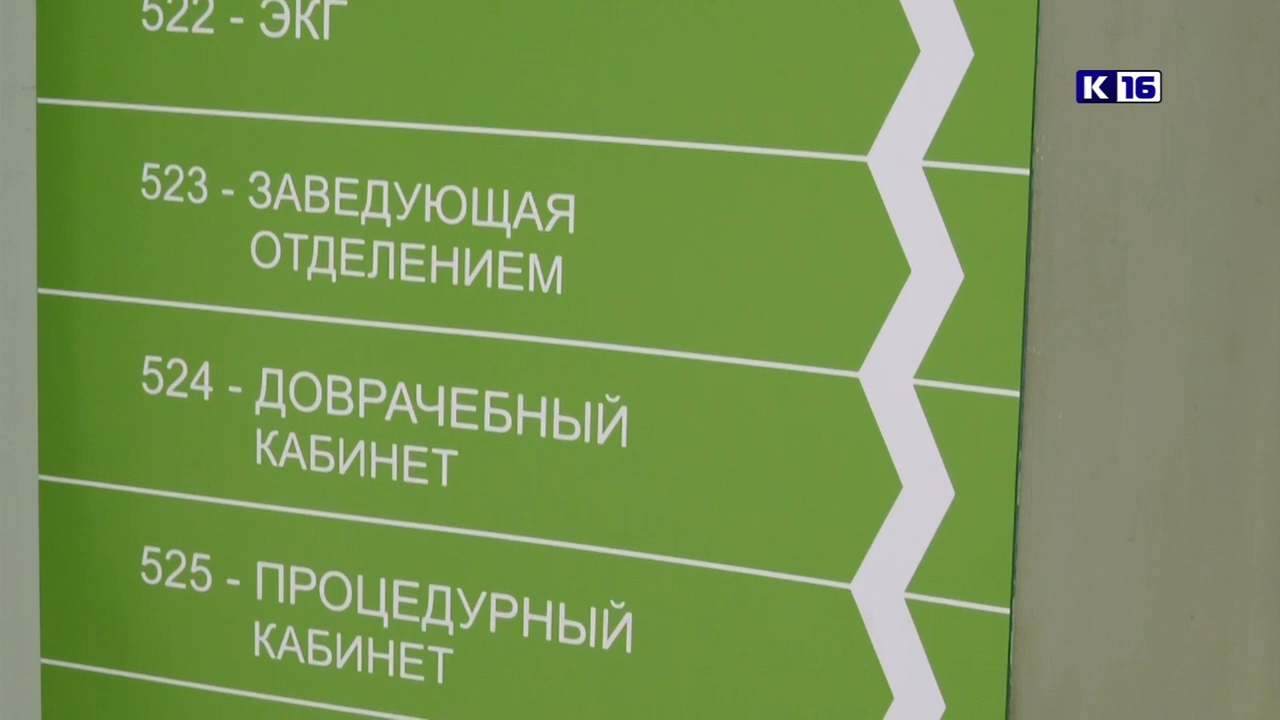 522 - ЭКГ
К 16
523 - ЗАВЕДУЮЩАЯ
ОТДЕЛЕНИЕМ
524 - ДОВРАЧЕБНЫЙ
КАБИНЕТ
525 - ПРОЦЕДУРНЫЙ
КАБИНЕТ